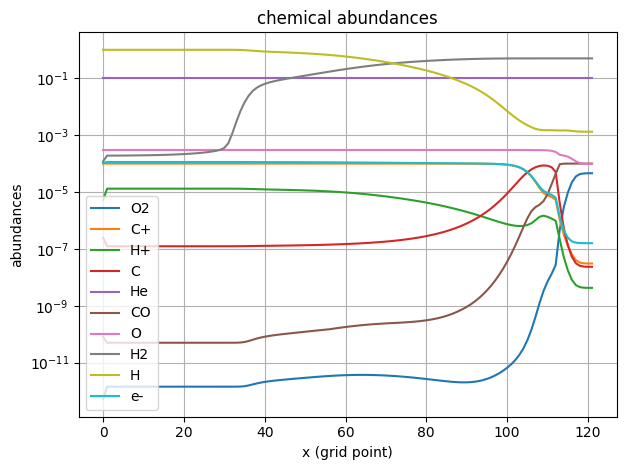 chemical abundances
abundances
10⁻¹
10⁻³
10⁻⁵
10⁻⁷
10⁻⁹
10⁻¹¹
O2
C+
H+
C
He
CO
O
H2
H
e-
0 20 40 60 80 100 120
x (grid point)